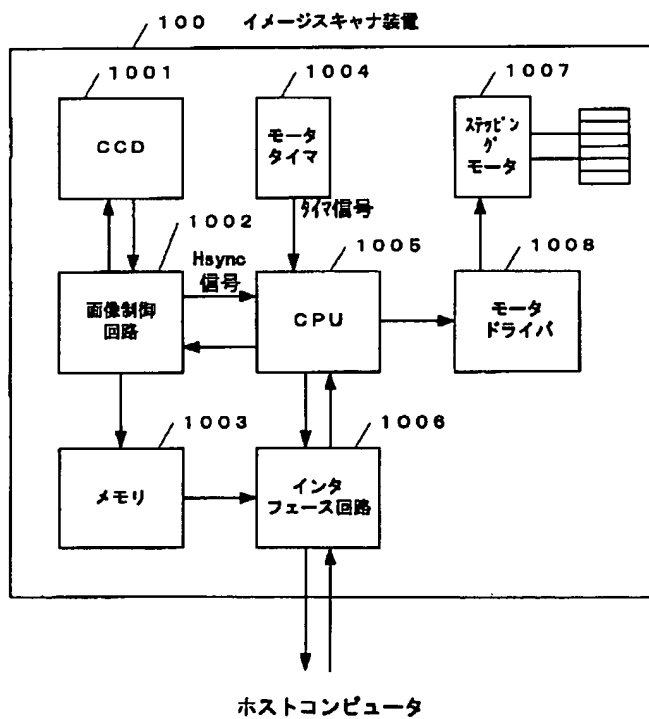 100 イメージスキャナ装置
1001
1004
1007
CCD
モータ
タイマ
ステッピン
グ
モータ
タイマ信号
1002
1005
1008
Hsync
信号
画像制御
回路
CPU
モータ
ドライバ
1003
1006
メモリ
インタ
フェース回路
ホストコンピュータ